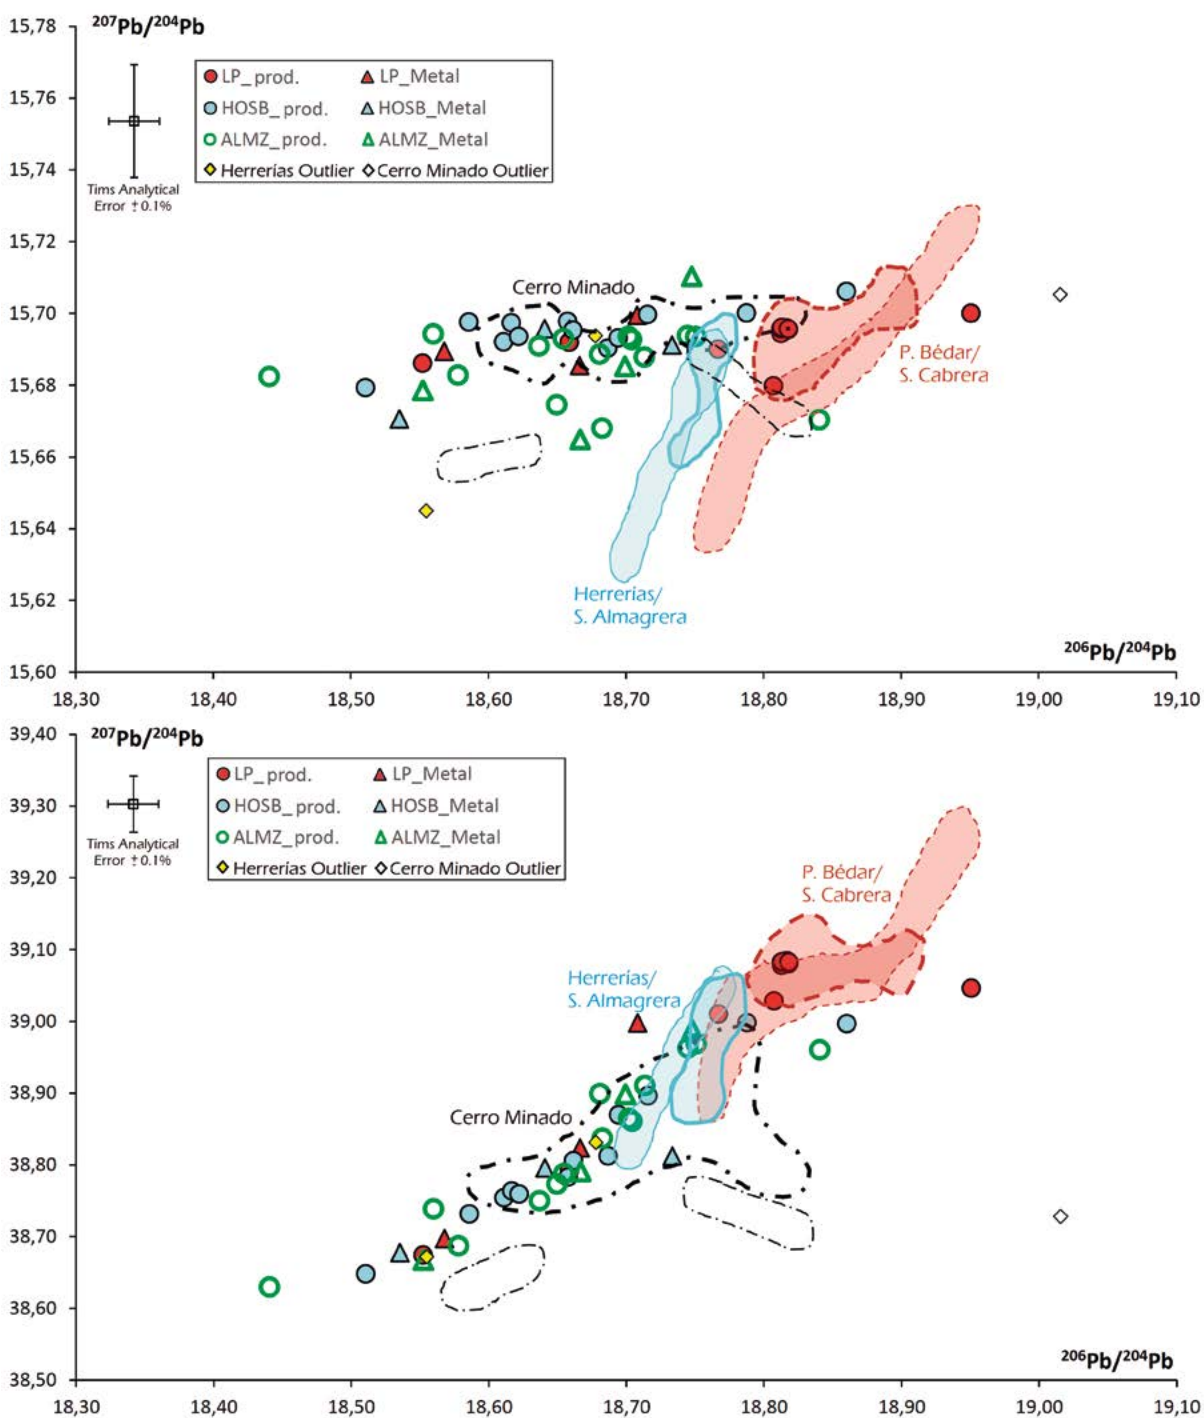 ²⁰⁷Pb/²⁰⁴Pb
15,78
15,76
15,74
15,72
15,70
15,68
15,66
15,64
15,62
15,60
Tims Analytical
Error ±0.1%
LP_prod. LP_Metal
HOSB_prod. HOSB_Metal
ALMZ_prod. ALMZ_Metal
Herrerías Outlier Cerro Minado Outlier
Cerro Minado
P. Bédar/
S. Cabrera
Herrerías/
S. Almagrera
²⁰⁶Pb/²⁰⁴Pb
18,30 18,40 18,50 18,60 18,70 18,80 18,90 19,00 19,10
²⁰⁷Pb/²⁰⁴Pb
39,40
39,30
39,20
39,10
39,00
38,90
38,80
38,70
38,60
38,50
Tims Analytical
Error ±0.1%
LP_prod. LP_Metal
HOSB_prod. HOSB_Metal
ALMZ_prod. ALMZ_Metal
Herrerías Outlier Cerro Minado Outlier
P. Bédar/
S. Cabrera
Herrerías/
S. Almagrera
Cerro Minado
²⁰⁶Pb/²⁰⁴Pb
18,30 18,40 18,50 18,60 18,70 18,80 18,90 19,00 19,10